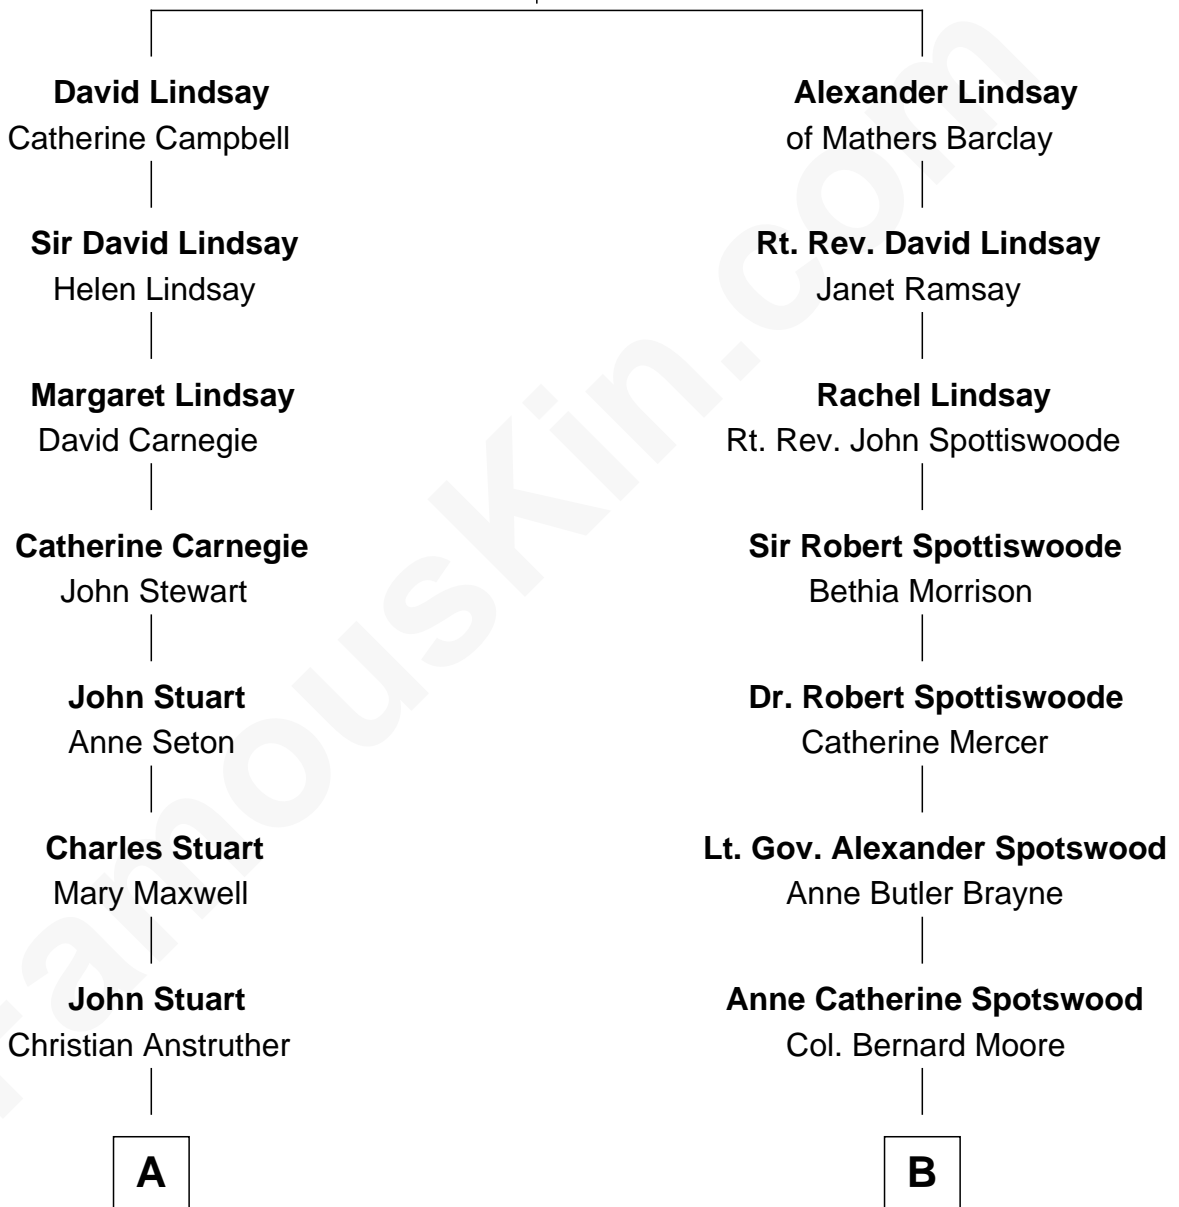 David Lindsay
Catherine Campbell
Sir David Lindsay
Helen Lindsay
Margaret Lindsay
David Carnegie
Catherine Carnegie
John Stewart
John Stuart
Anne Seton
Charles Stuart
Mary Maxwell
John Stuart
Christian Anstruther
A
Alexander Lindsay
of Mathers Barclay
Rt. Rev. David Lindsay
Janet Ramsay
Rachel Lindsay
Rt. Rev. John Spottiswoode
Sir Robert Spottiswoode
Bethia Morrison
Dr. Robert Spottiswoode
Catherine Mercer
Lt. Gov. Alexander Spotswood
Anne Butler Brayne
Anne Catherine Spotswood
Col. Bernard Moore
B
FamousKin.com